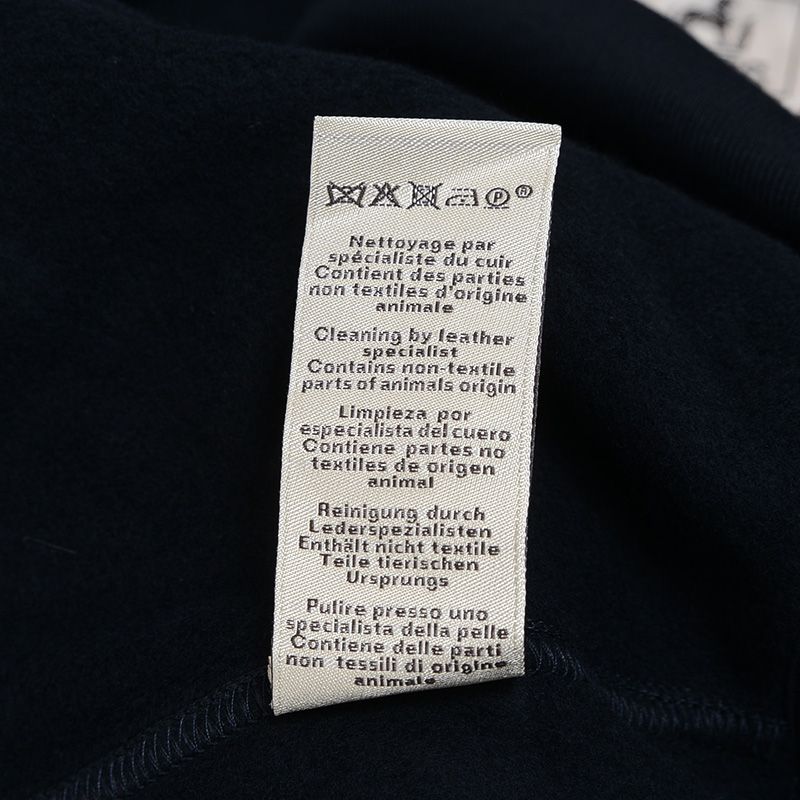 P ®
Nettoyage par
spécialiste du cuir
Contient des parties
non textiles d'origine
animale
Cleaning by leather
specialist
Contains non-textile
parts of animals origin
Limpieza por
especialista del cuero
Contiene partes no
textiles de origen
animal
Reinigung durch
Lederspezialisten
Enthält nicht textile
Teile tierischen
Ursprungs
Pulire presso uno
specialista della pelle
Contiene delle parti
non tessili di origine
animale